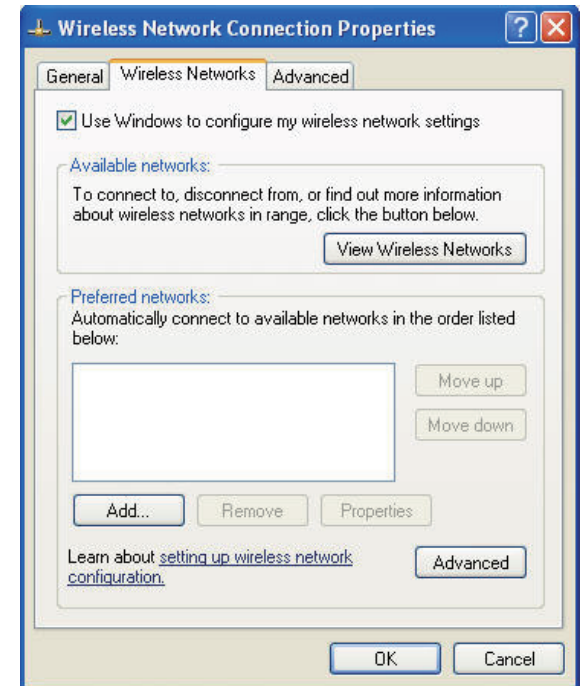 Wireless Network Connection Properties
General Wireless Networks Advanced
Use Windows to configure my wireless network settings
Available networks:
To connect to, disconnect from, or find out more information
about wireless networks in range, click the button below.
View Wireless Networks
Preferred networks:
Automatically connect to available networks in the order listed
below:
Move up
Move down
Add... Remove Properties
Learn about setting up wireless network
configuration.
Advanced
OK Cancel